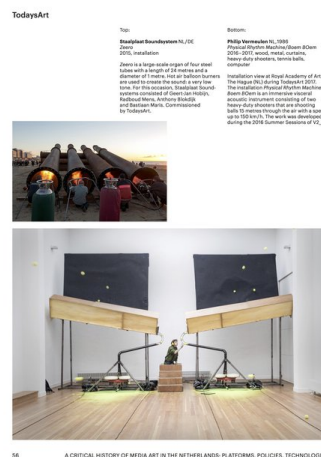 TodaysArt
Top:
Staalplaat Soundsystem NL/DE
Zeero
2015, installation
Zeero is a large-scale organ of four steel
tubes with a length of 24 metres and a
diameter of 1 metre. Hot air balloon burners
are used to create the sound: a very low
tone. For this occasion, Staalplaat Sound-
systems consisted of Geert-Jan Hobijn,
Radboud Mens, Anthony Blokdijk
and Bastiaan Maris. Commissioned
by TodaysArt.
Bottom:
Philip Vermeulen NL, 1986
Physical Rhythm Machine/Boem BOem
2016–2017, wood, metal, curtains,
heavy-duty shooters, tennis balls,
computer
Installation view at Royal Academy of Art
The Hague (NL) during TodaysArt 2017.
The installation Physical Rhythm Machine
Boem BOem is an immersive visceral
acoustic instrument consisting of two
heavy-duty shooters that are shooting
balls 15 metres through the air with a spe
up to 150 km/h. The work was developed
during the 2016 Summer Sessions of V2_
56
A CRITICAL HISTORY OF MEDIA ART IN THE NETHERLANDS: PLATFORMS, POLICIES, TECHNOLOGI